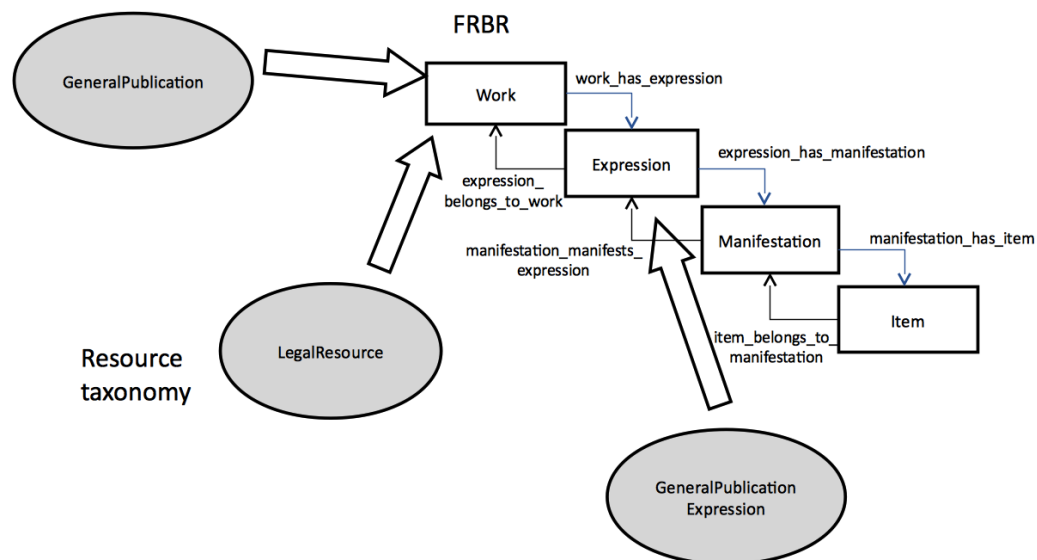 FRBR
GeneralPublication
Work
work_has_expression
Expression
expression_has_manifestation
expression_
belongs_to_work
Manifestation
manifestation_has_item
manifestation_manifests_
expression
Item
item_belongs_to_
manifestation
LegalResource
Resource
taxonomy
GeneralPublication
Expression